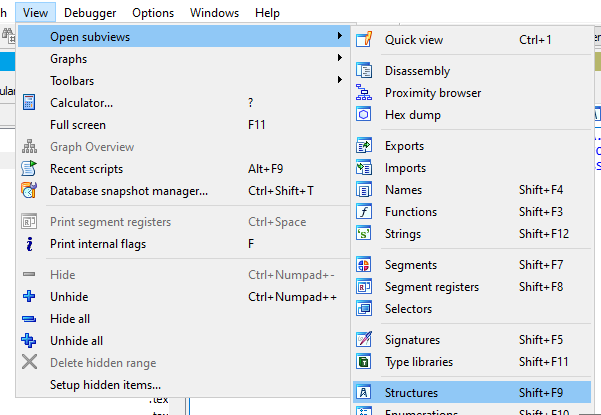 View Debugger Options Windows Help
Open subviews
Graphs
Toolbars
Calculator... ?
Full screen F11
Graph Overview
Recent scripts Alt+F9
Database snapshot manager... Ctrl+Shift+T
Print segment registers Ctrl+Space
Print internal flags F
Hide Ctrl+Numpad+-
Unhide Ctrl+Numpad++
Hide all
Unhide all
Delete hidden range
Setup hidden items...
Quick view Ctrl+1
Disassembly
Proximity browser
Hex dump
Exports
Imports
Names Shift+F4
Functions Shift+F3
Strings Shift+F12
Segments Shift+F7
Segment registers Shift+F8
Selectors
Signatures Shift+F5
Type libraries Shift+F11
Structures Shift+F9
Enumerations Shift+F10